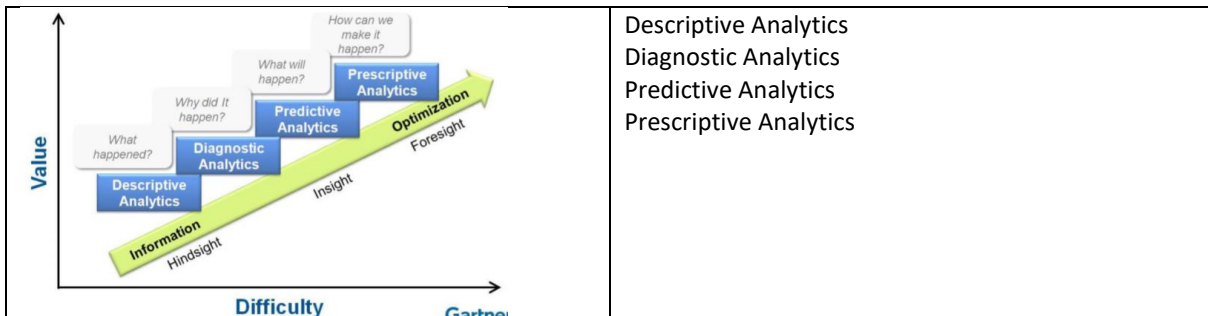 How can we
make it
happen?
What will
happen?
Prescriptive
Analytics
Why did It
happen?
Predictive
Analytics
Optimization
Foresight
What
happened?
Diagnostic
Analytics
Insight
Descriptive
Analytics
Information
Hindsight
Value
Difficulty
Descriptive Analytics
Diagnostic Analytics
Predictive Analytics
Prescriptive Analytics